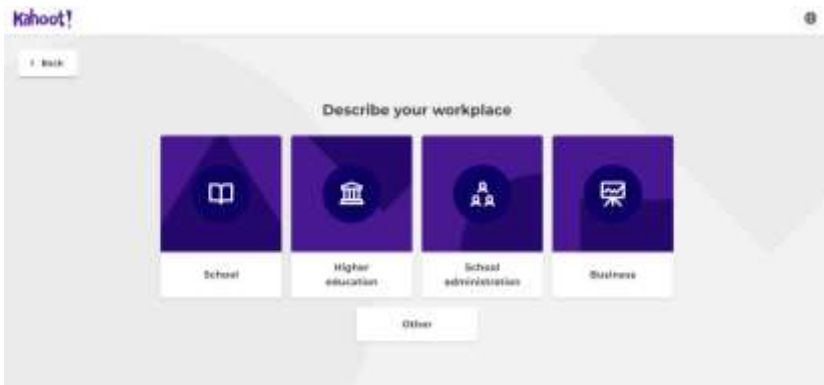 Kahoot!
Back
Describe your workplace
School
Higher
education
School
administration
Business
Other